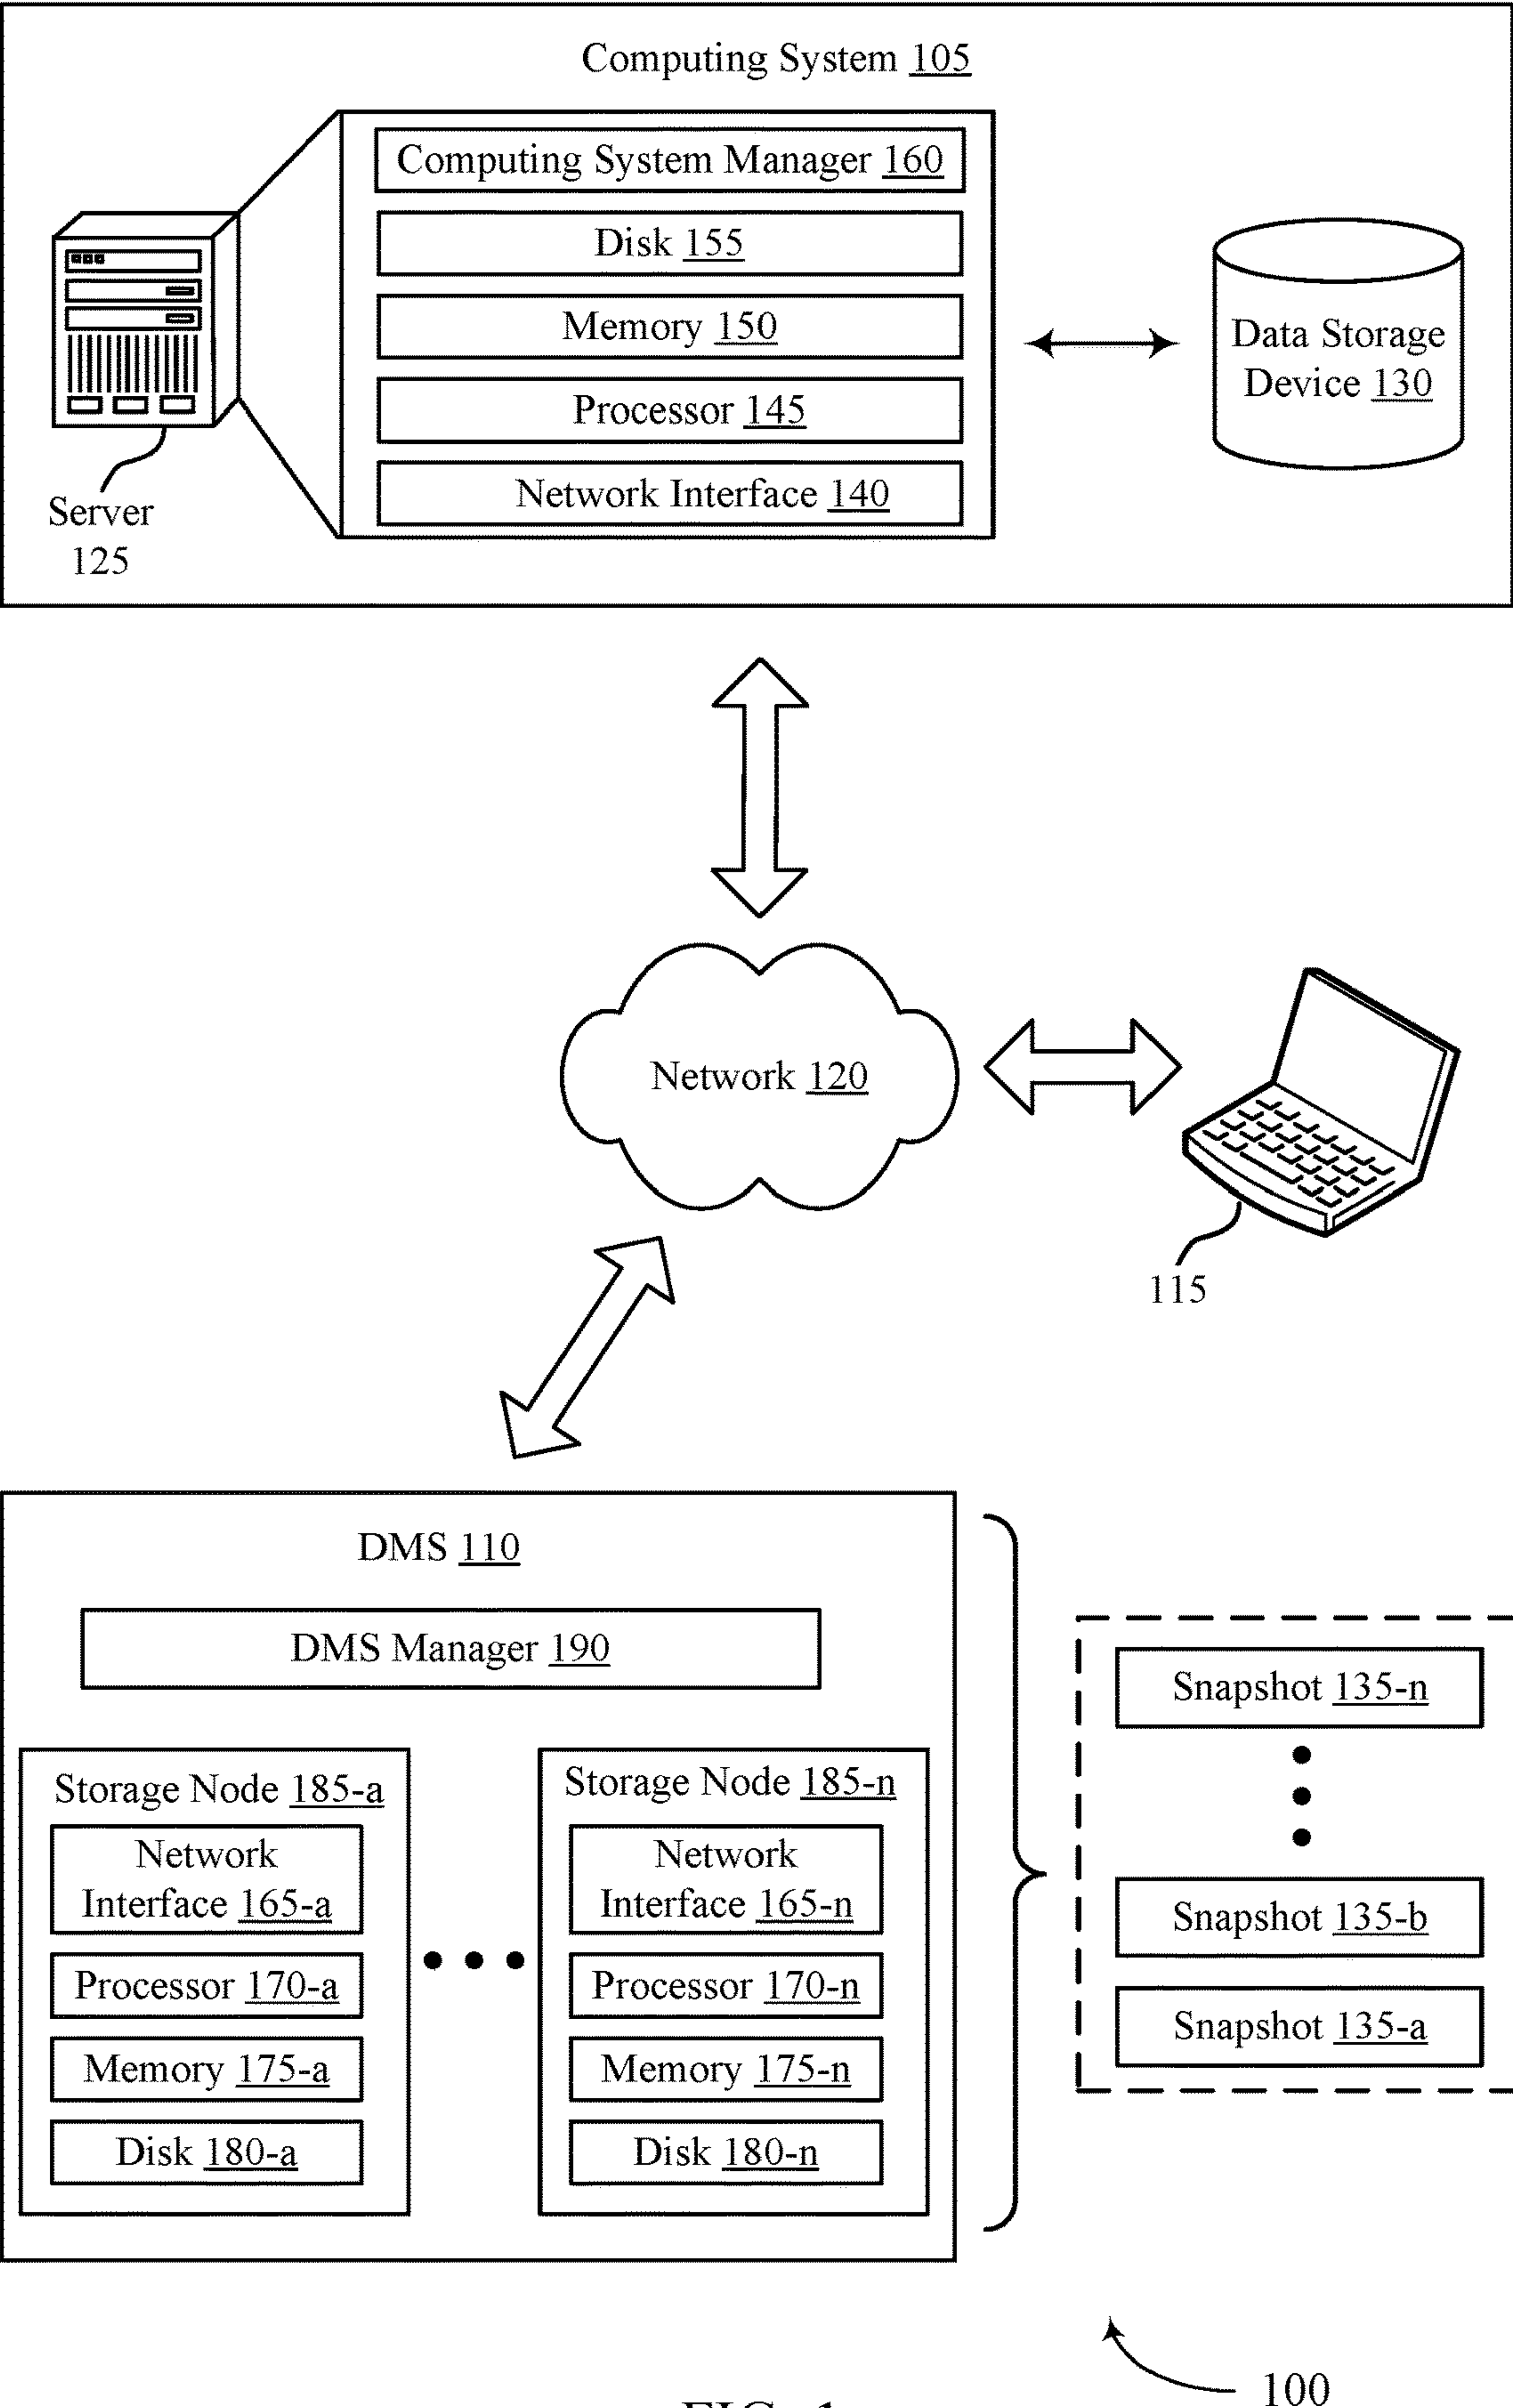 Computing System 105
Computing System Manager 160
Disk 155
Memory 150
Processor 145
Network Interface 140
Server
125
Data Storage
Device 130
Network 120
115
DMS 110
DMS Manager 190
Storage Node 185-a
Network
Interface 165-a
Processor 170-a
Memory 175-a
Disk 180-a
Storage Node 185-n
Network
Interface 165-n
Processor 170-n
Memory 175-n
Disk 180-n
Snapshot 135-n
Snapshot 135-b
Snapshot 135-a
100
FIG. 1